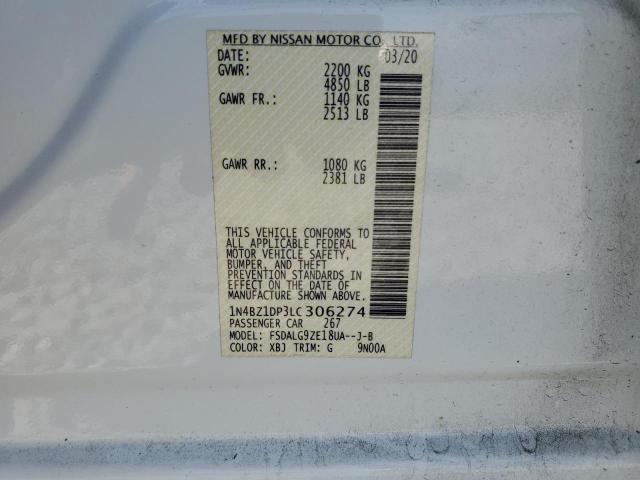 MFD BY NISSAN MOTOR CO., LTD.
DATE: 03/20
GVWR: 2200 KG
4850 LB
GAWR FR.: 1140 KG
2513 LB
GAWR RR.: 1080 KG
2381 LB
THIS VEHICLE CONFORMS TO
ALL APPLICABLE FEDERAL
MOTOR VEHICLE SAFETY,
BUMPER, AND THEFT
PREVENTION STANDARDS IN
EFFECT ON THE DATE OF
MANUFACTURE SHOWN ABOVE.
1N4BZ1DP3LC306274
PASSENGER CAR 267
MODEL: FSDALG9ZE18UA--J-B
COLOR: XBJ TRIM: G 9N00A